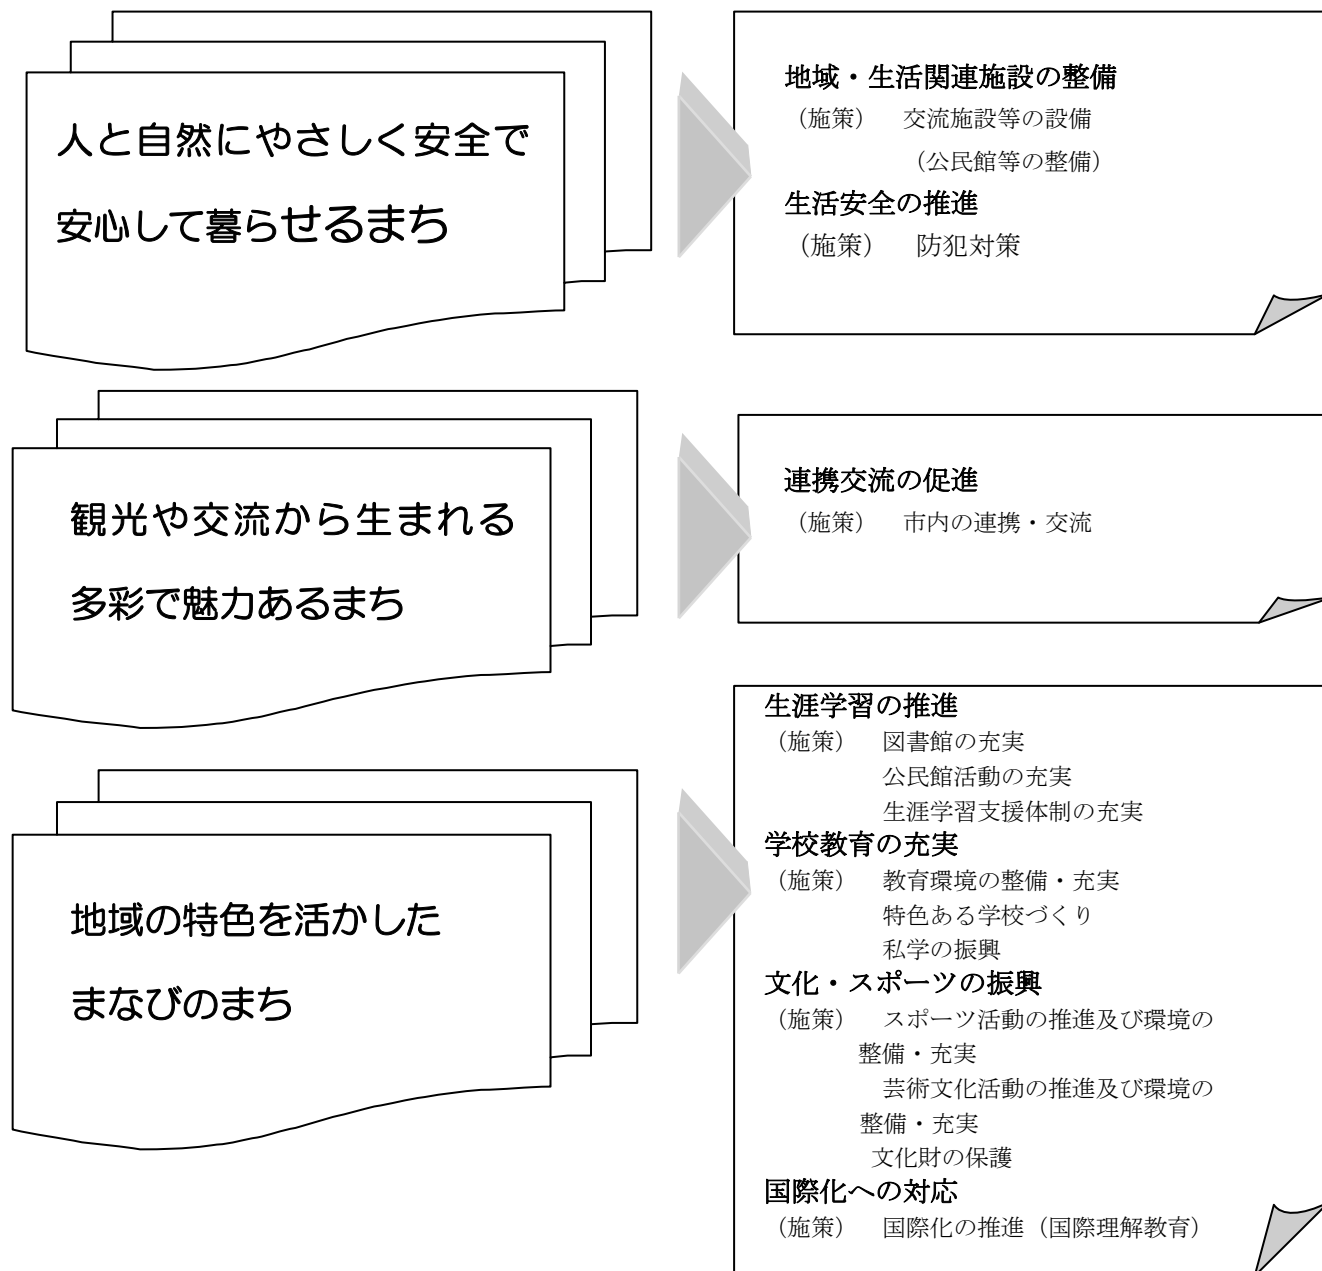 人と自然にやさしく安全で
安心して暮らせるまち
地域・生活関連施設の整備
（施策） 交流施設等の設備
（公民館等の整備）
生活安全の推進
（施策） 防犯対策
観光や交流から生まれる
多彩で魅力あるまち
連携交流の促進
（施策） 市内の連携・交流
地域の特色を活かした
まなびのまち
生涯学習の推進
（施策） 図書館の充実
公民館活動の充実
生涯学習支援体制の充実
学校教育の充実
（施策） 教育環境の整備・充実
特色ある学校づくり
私学の振興
文化・スポーツの振興
（施策） スポーツ活動の推進及び環境の
整備・充実
芸術文化活動の推進及び環境の
整備・充実
文化財の保護
国際化への対応
（施策） 国際化の推進（国際理解教育）